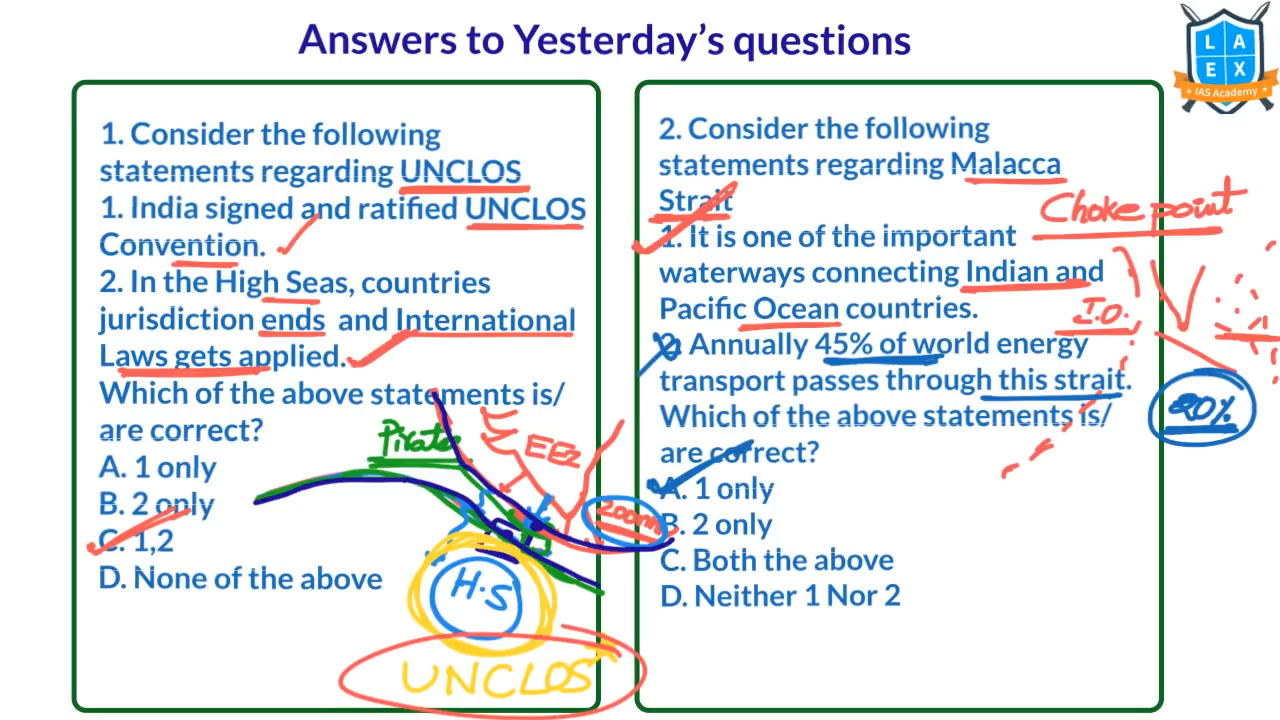 Answers to Yesterday's questions
L A
E X
IAS Academy
1. Consider the following
statements regarding UNCLOS
1. India signed and ratified UNCLOS
Convention.
2. In the High Seas, countries
jurisdiction ends and International
Laws gets applied.
Which of the above statements is/
are correct?
A. 1 only
B. 2 only
C. 1,2
D. None of the above
Pirates
EEZ
200nm
H.S
UNCLOS
2. Consider the following
statements regarding Malacca
Strait
1. It is one of the important
waterways connecting Indian and
Pacific Ocean countries.
2. Annually 45% of world energy
transport passes through this strait.
Which of the above statements is/
are correct?
A. 1 only
B. 2 only
C. Both the above
D. Neither 1 Nor 2
Choke point
I.O.
20%